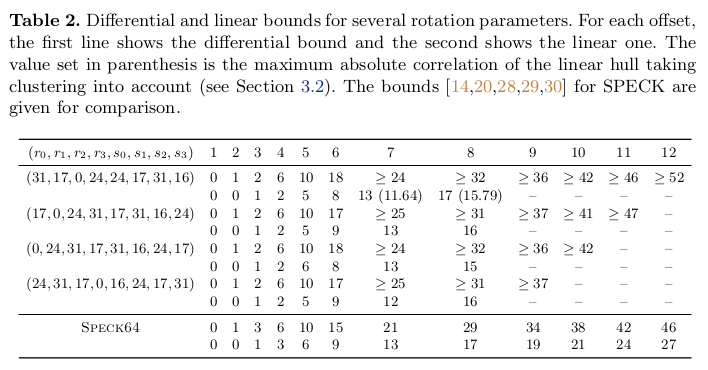 Table 2. Differential and linear bounds for several rotation parameters. For each offset,
the first line shows the differential bound and the second shows the linear one. The
value set in parenthesis is the maximum absolute correlation of the linear hull taking
clustering into account (see Section 3.2). The bounds [14,20,28,29,30] for SPECK are
given for comparison.
(r0, r1, r2, r3, s0, s1, s2, s3) 1 2 3 4 5 6 7 8 9 10 11 12
(31, 17, 0, 24, 24, 17, 31, 16) 0 1 2 6 10 18 ≥ 24 ≥ 32 ≥ 36 ≥ 42 ≥ 46 ≥ 52
0 0 1 2 5 8 13 (11.64) 17 (15.79) – – – –
(17, 0, 24, 31, 17, 31, 16, 24) 0 1 2 6 10 17 ≥ 25 ≥ 31 ≥ 37 ≥ 41 ≥ 47 –
0 0 1 2 5 9 13 16 – – – –
(0, 24, 31, 17, 31, 16, 24, 17) 0 1 2 6 10 18 ≥ 24 ≥ 32 ≥ 36 ≥ 42 – –
0 0 1 2 6 8 13 15 – – – –
(24, 31, 17, 0, 16, 24, 17, 31) 0 1 2 6 10 17 ≥ 25 ≥ 31 ≥ 37 – – –
0 0 1 2 5 9 12 16 – – – –
SPECK64 0 1 3 6 10 15 21 29 34 38 42 46
0 0 1 3 6 9 13 17 19 21 24 27